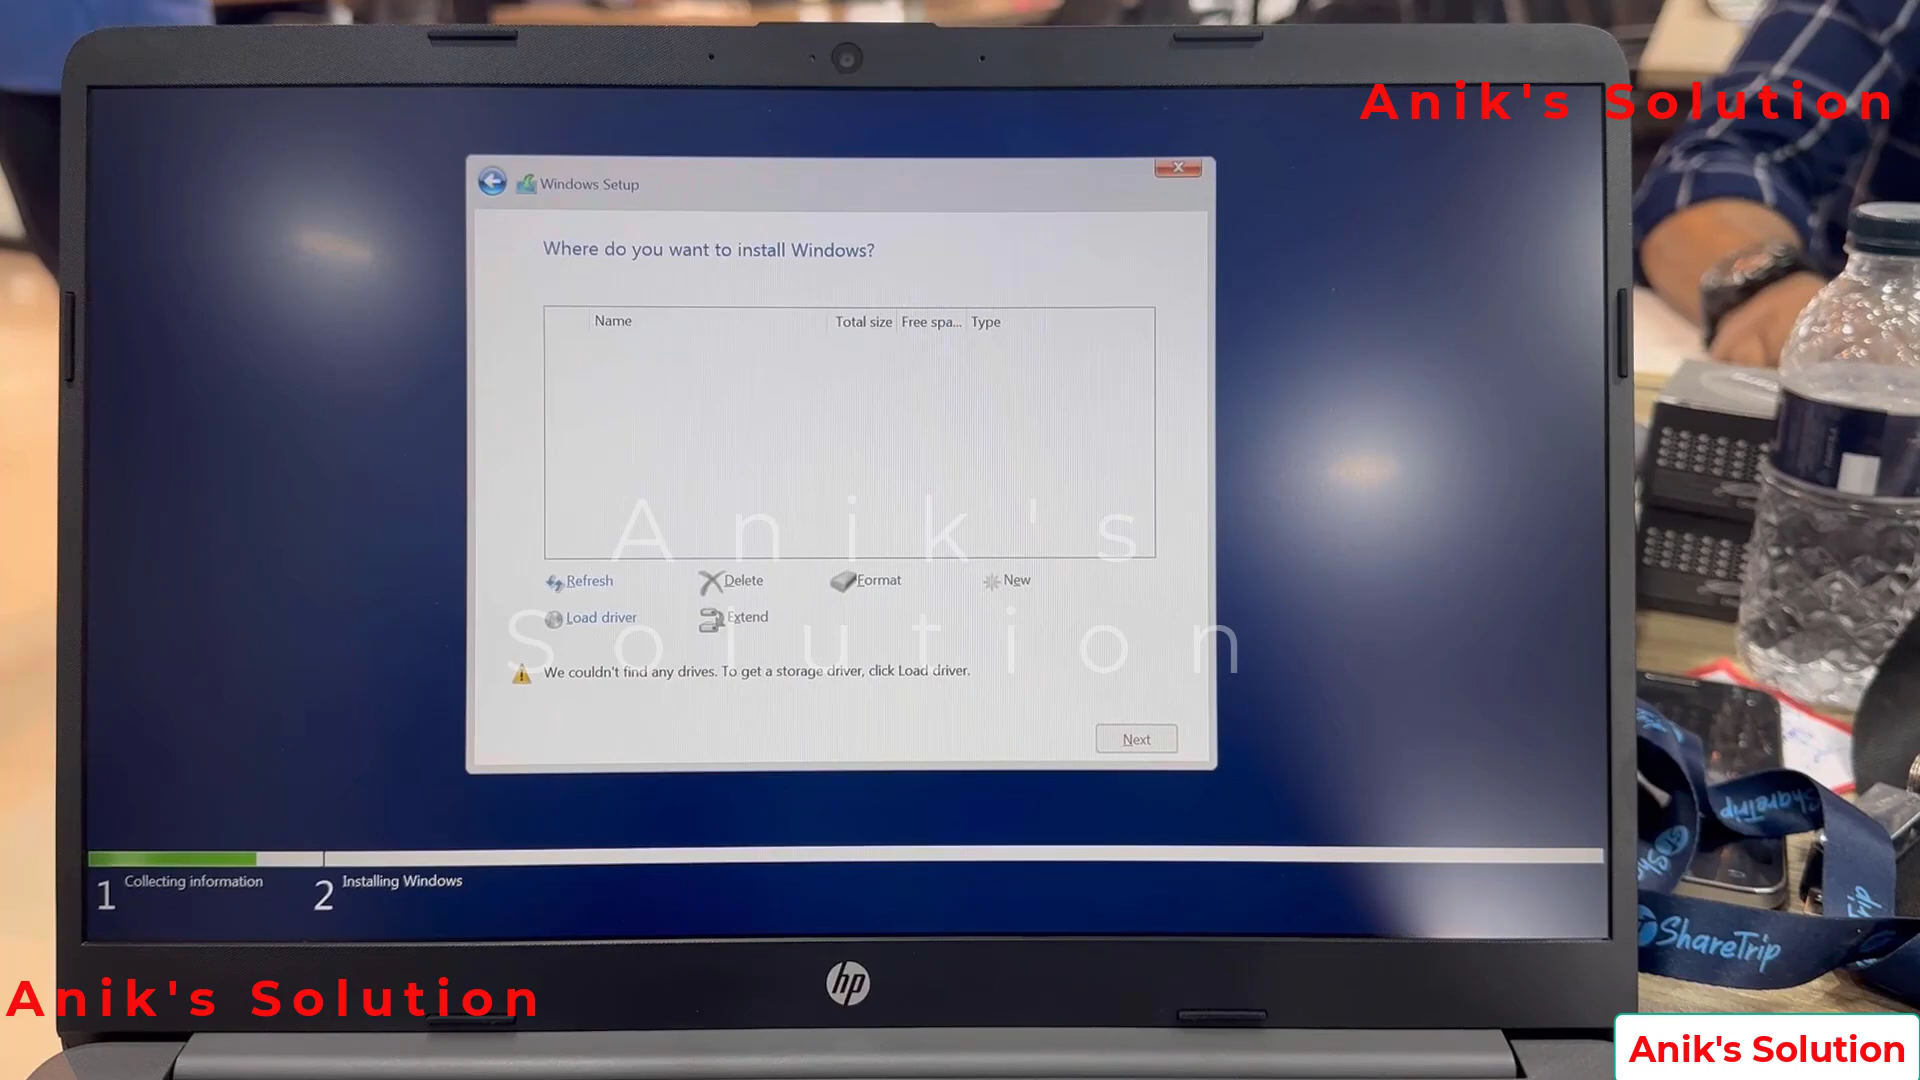 Anik's Solution
Windows Setup
Where do you want to install Windows?
Name Total size Free spa... Type
Anik's
Solution
Refresh Delete Format New
Load driver Extend
We couldn't find any drives. To get a storage driver, click Load driver.
Next
1 Collecting information 2 Installing Windows
ShareTrip
ShareTrip
hp
Anik's Solution
Anik's Solution